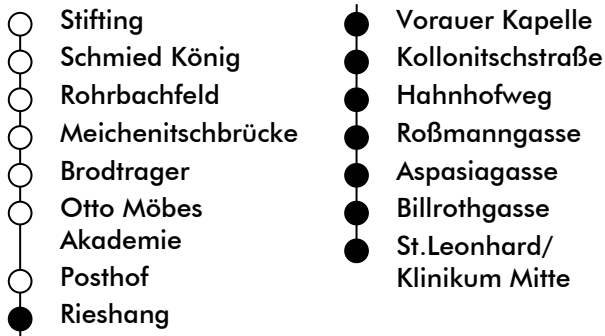 Stifting
Schmied König
Rohrbachfeld
Meichenitschbrücke
Brodtrager
Otto Möbes
Akademie
Posthof
Rieshang
Vorauer Kapelle
Kollonitschstraße
Hahnhofweg
Roßmanngasse
Aspasiagasse
Billrothgasse
St.Leonhard/
Klinikum Mitte